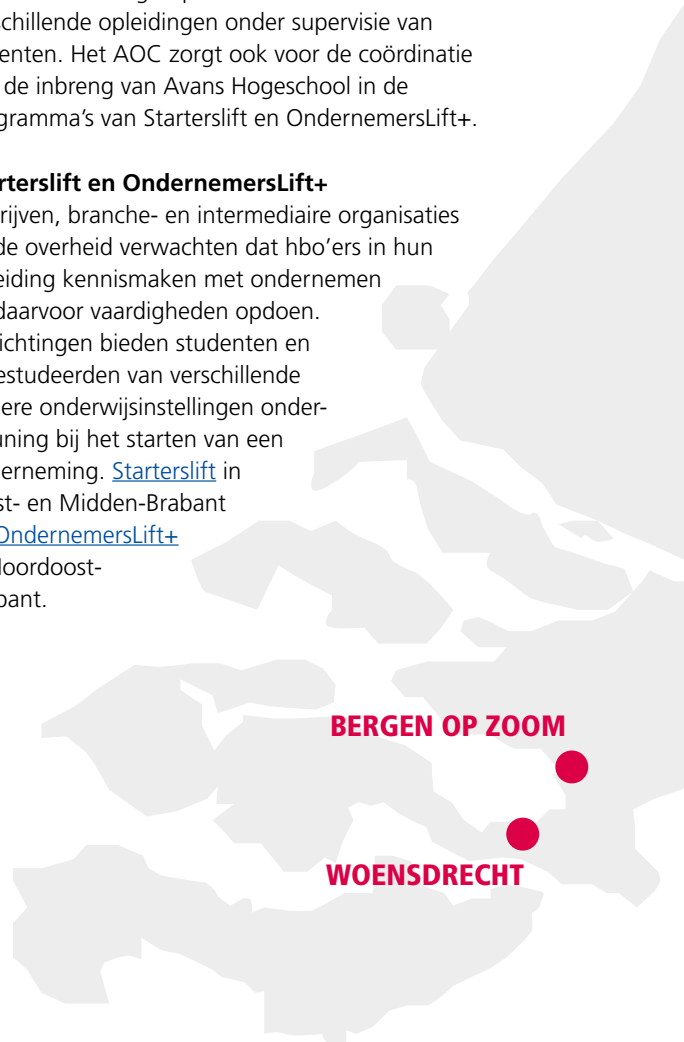 schillende opleidingen onder supervisie van
enten. Het AOC zorgt ook voor de coördinatie
de inbreng van Avans Hogeschool in de
gramma's van Starterslift en OndernemersLift+.
rterslift en OndernemersLift+
rijven, branche- en intermediaire organisaties
de overheid verwachten dat hbo'ers in hun
eiding kennismaken met ondernemen
daarvoor vaardigheden opdoen.
ichtingen bieden studenten en
estudeerden van verschillende
ere onderwijsinstellingen onder-
uning bij het starten van een
erneming. Starterslift in
st- en Midden-Brabant
OndernemersLift+
Noordoost-
bant.
BERGEN OP ZOOM
WOENSDRECHT